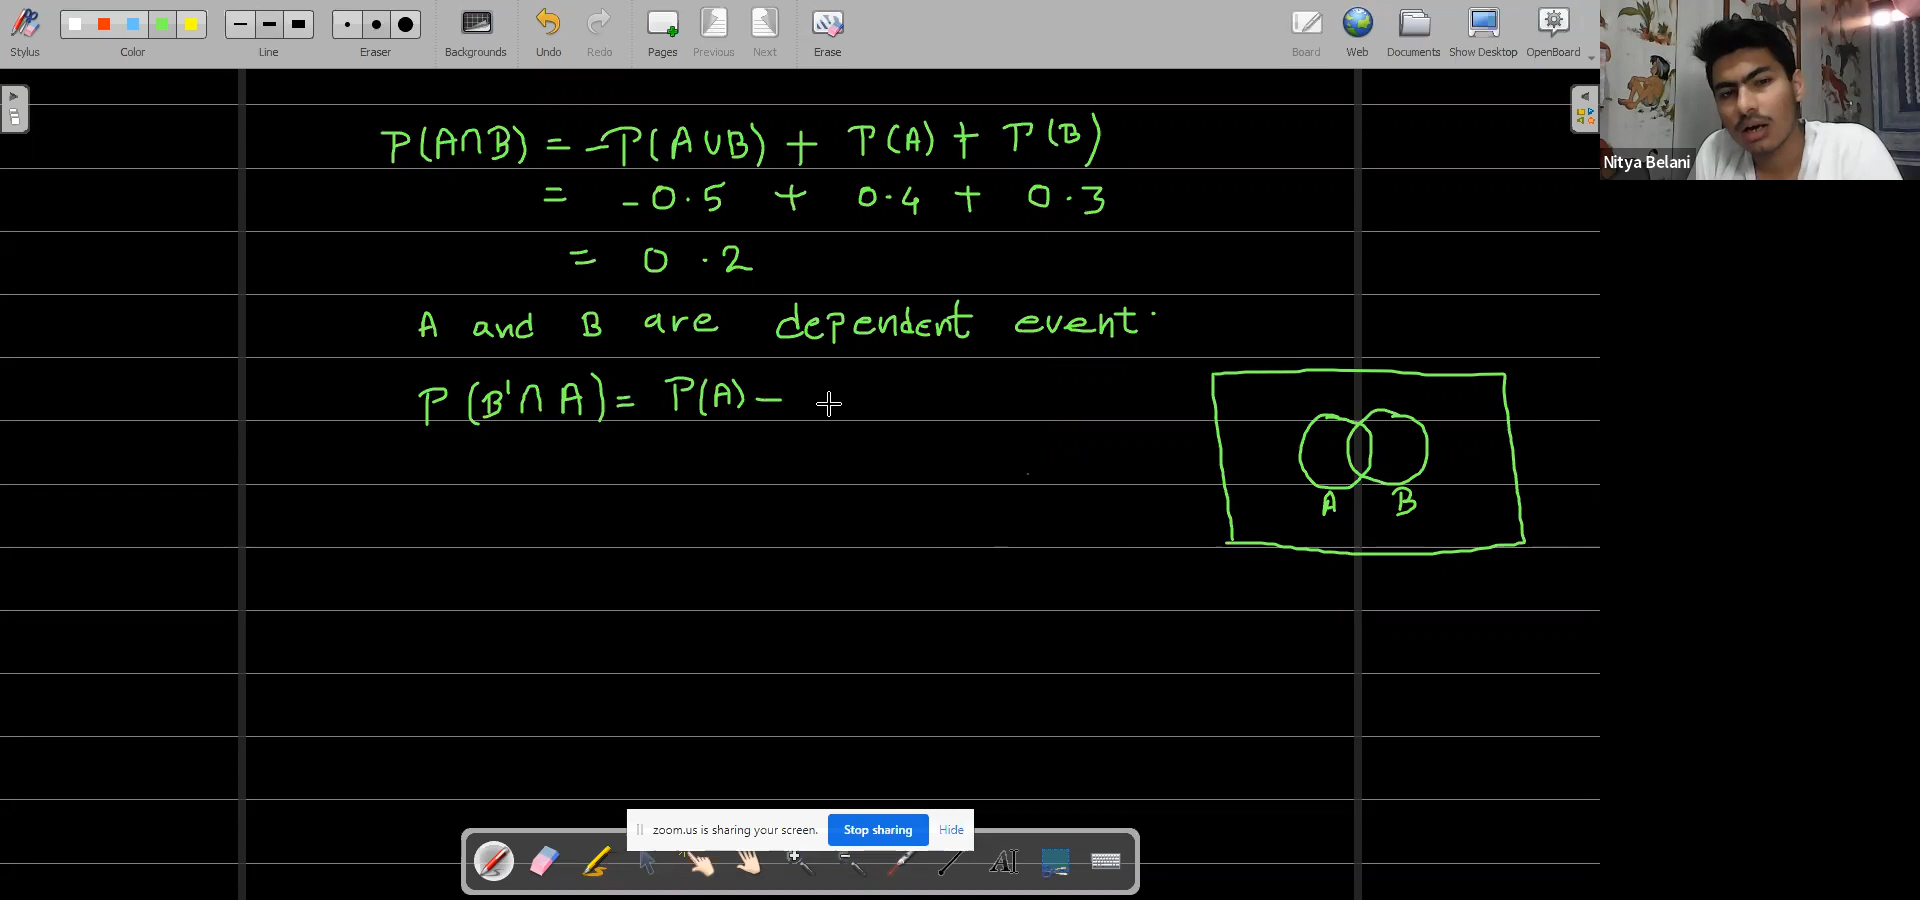 Stylus
Color
Line
Eraser
Backgrounds
Undo
Redo
Pages
Previous
Next
Erase
Board
Web
Documents
Show Desktop
OpenBoard
Nitya Belani
P(A∩B) = -P(A∪B) + P(A) + P(B)
= -0.5 + 0.4 + 0.3
= 0.2
A and B are dependent event.
P(B'∩A) = P(A) -
A B
zoom.us is sharing your screen. Stop sharing Hide
AI